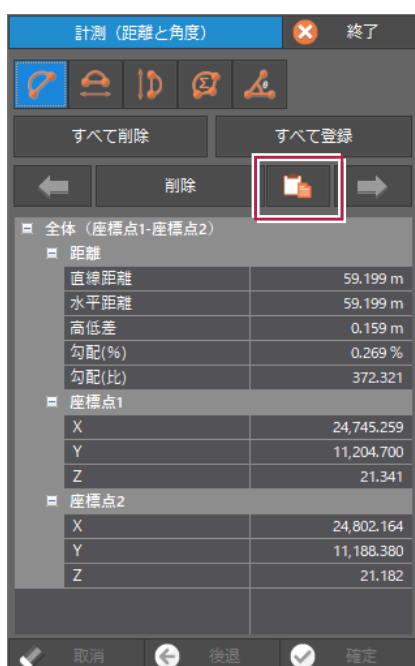 計測（距離と角度） 終了
すべて削除 すべて登録
削除
全体（座標点1-座標点2）
距離
直線距離 59.199 m
水平距離 59.199 m
高低差 0.159 m
勾配(%) 0.269 %
勾配(比) 372.321
座標点1
X 24,745.259
Y 11,204.700
Z 21.341
座標点2
X 24,802.164
Y 11,188.380
Z 21.182
取消 後退 確定